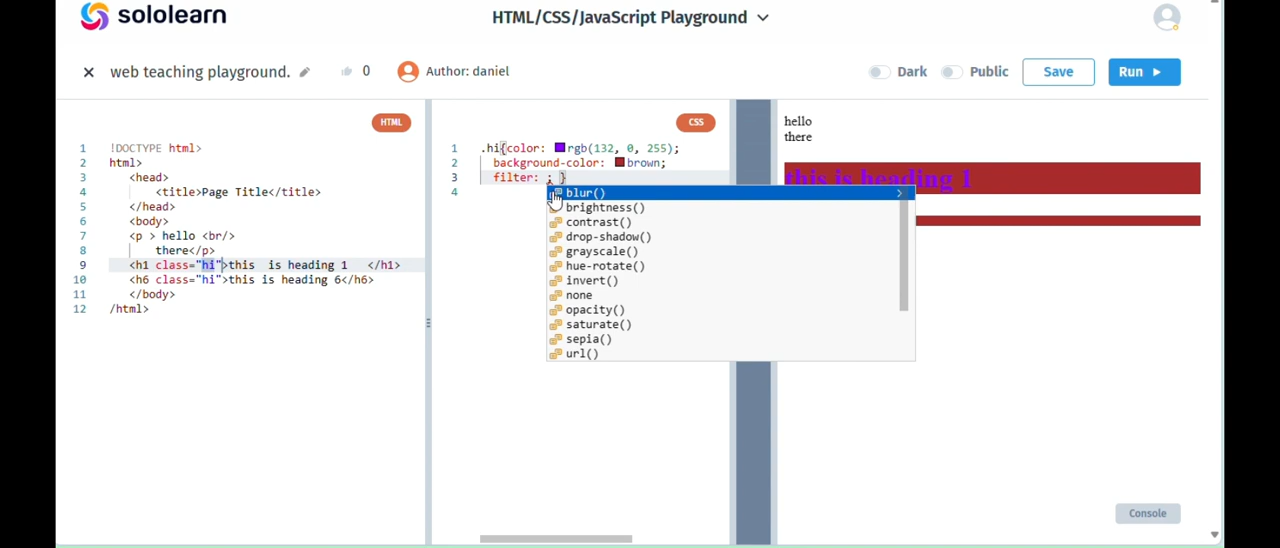 sololearn
HTML/CSS/JavaScript Playground
web teaching playground.
0
Author: daniel
Dark
Public
Save
Run
HTML
1 !DOCTYPE html>
2 html>
3 <head>
4 <title>Page Title</title>
5 </head>
6 <body>
7 <p > hello <br/>
8 there</p>
9 <h1 class="hi">this  is heading 1   </h1>
10 <h6 class="hi">this is heading 6</h6>
11 </body>
12 /html>
CSS
1 .hi{color: rgb(132, 0, 255);
2 background-color: brown;
3 filter: ; }
4
blur()
brightness()
contrast()
drop-shadow()
grayscale()
hue-rotate()
invert()
none
opacity()
saturate()
sepia()
url()
hello
there
this is heading 1
Console